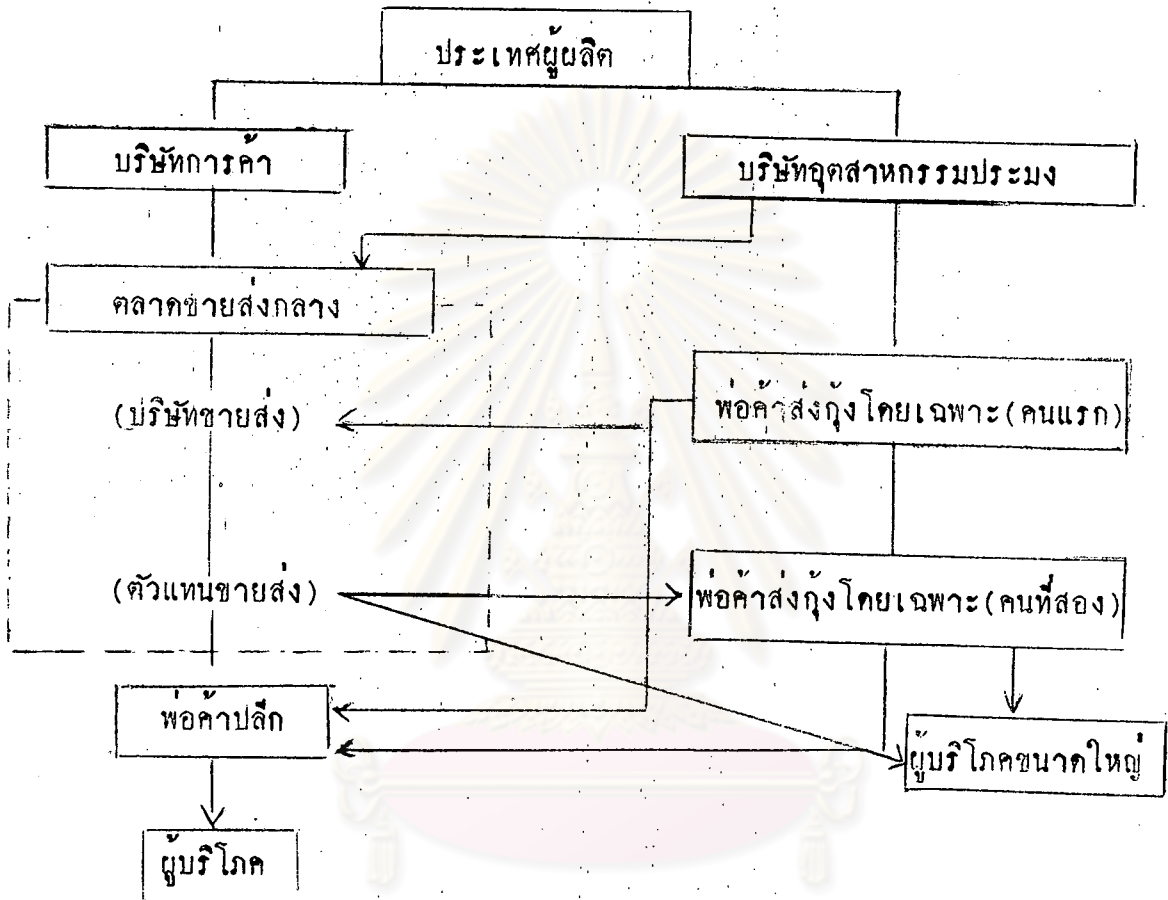 ประเทศผู้ผลิต
บริษัทการค้า
บริษัทอุตสาหกรรมประมง
ตลาดขายส่งกลาง
พ่อค้าส่งกุ้งโดยเฉพาะ(คนแรก)
(บริษัทขายส่ง)
(ตัวแทนขายส่ง)
พ่อค้าส่งกุ้งโดยเฉพาะ(คนที่สอง)
พ่อค้าปลีก
ผู้บริโภคขนาดใหญ่
ผู้บริโภค